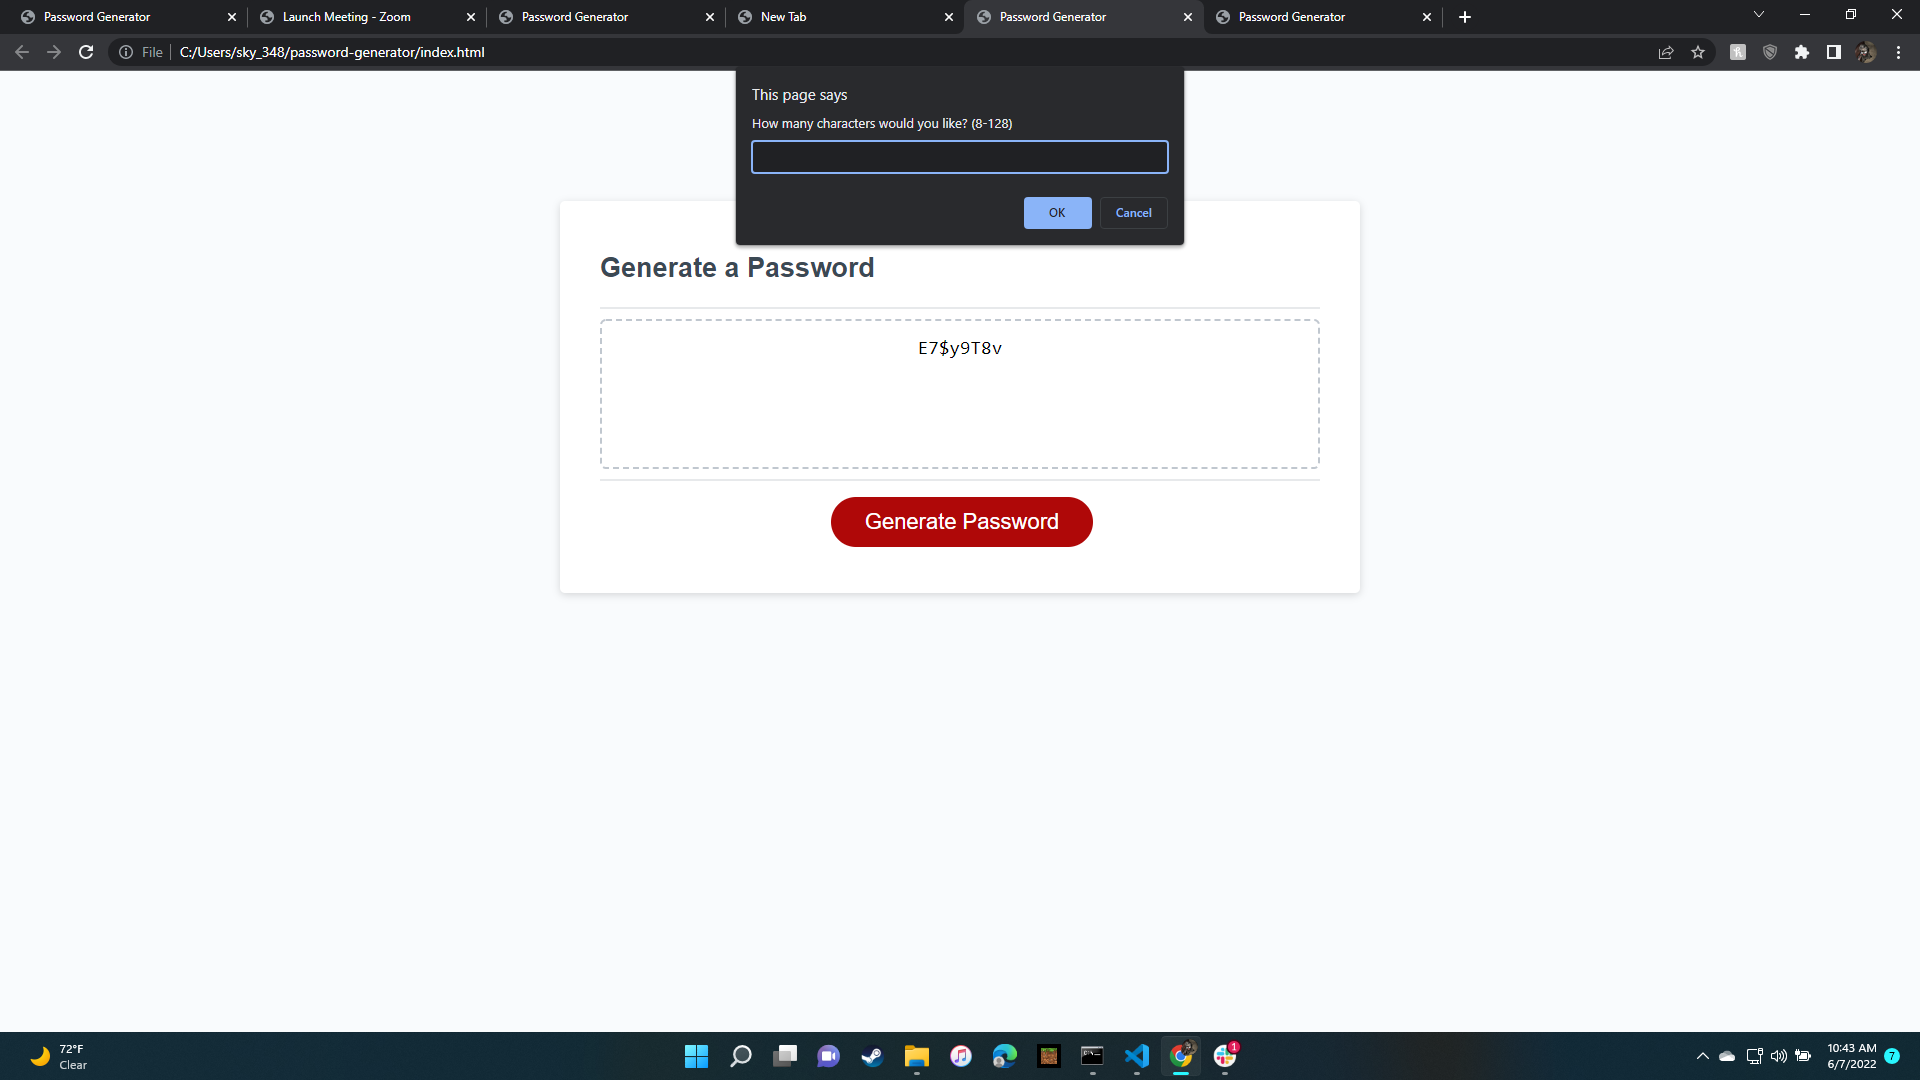 Password Generator
Launch Meeting - Zoom
Password Generator
New Tab
Password Generator
Password Generator
File
C:/Users/sky_348/password-generator/index.html
This page says
How many characters would you like? (8-128)
OK
Cancel
Generate a Password
E7$y9T8v
Generate Password
72°F
Clear
1
10:43 AM
6/7/2022
7